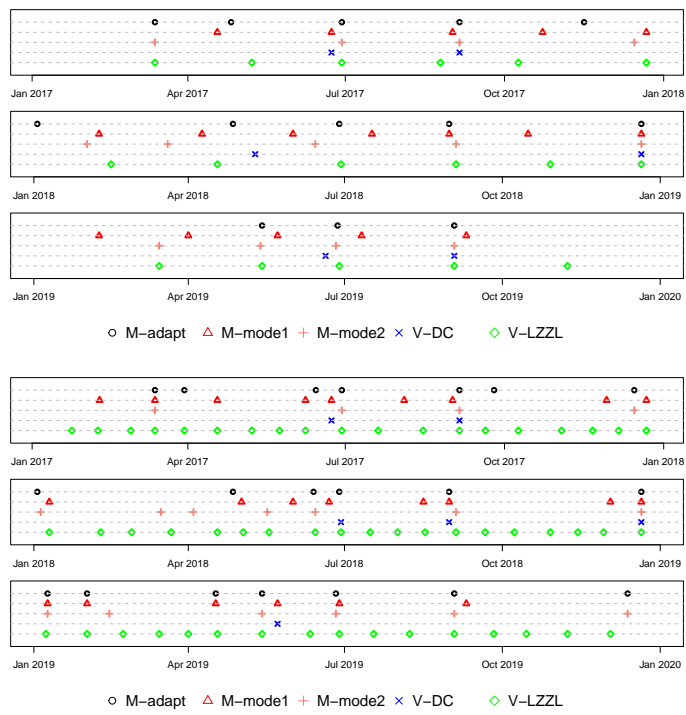 Jan 2017 Apr 2017 Jul 2017 Oct 2017 Jan 2018
Jan 2018 Apr 2018 Jul 2018 Oct 2018 Jan 2019
Jan 2019 Apr 2019 Jul 2019 Oct 2019 Jan 2020
M−adapt M−mode1 M−mode2 V−DC V−LZZL
Jan 2017 Apr 2017 Jul 2017 Oct 2017 Jan 2018
Jan 2018 Apr 2018 Jul 2018 Oct 2018 Jan 2019
Jan 2019 Apr 2019 Jul 2019 Oct 2019 Jan 2020
M−adapt M−mode1 M−mode2 V−DC V−LZZL